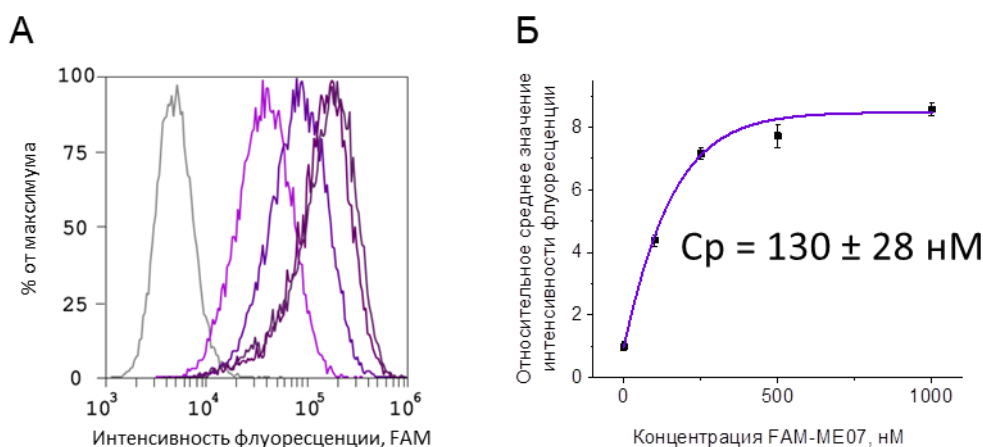 А
% от максимума
100
75
50
25
0
10³
10⁴
10⁵
10⁶
Интенсивность флуоресценции, FAM
Б
Относительное среднее значение
интенсивности флуоресценции
8
6
4
2
0
Ср = 130 ± 28 нМ
0
500
1000
Концентрация FAM-ME07, нМ